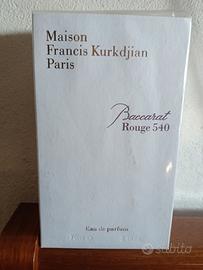 Maison
Francis Kurkdjian
Paris
Baccarat
Rouge 540
Eau de parfum
subito